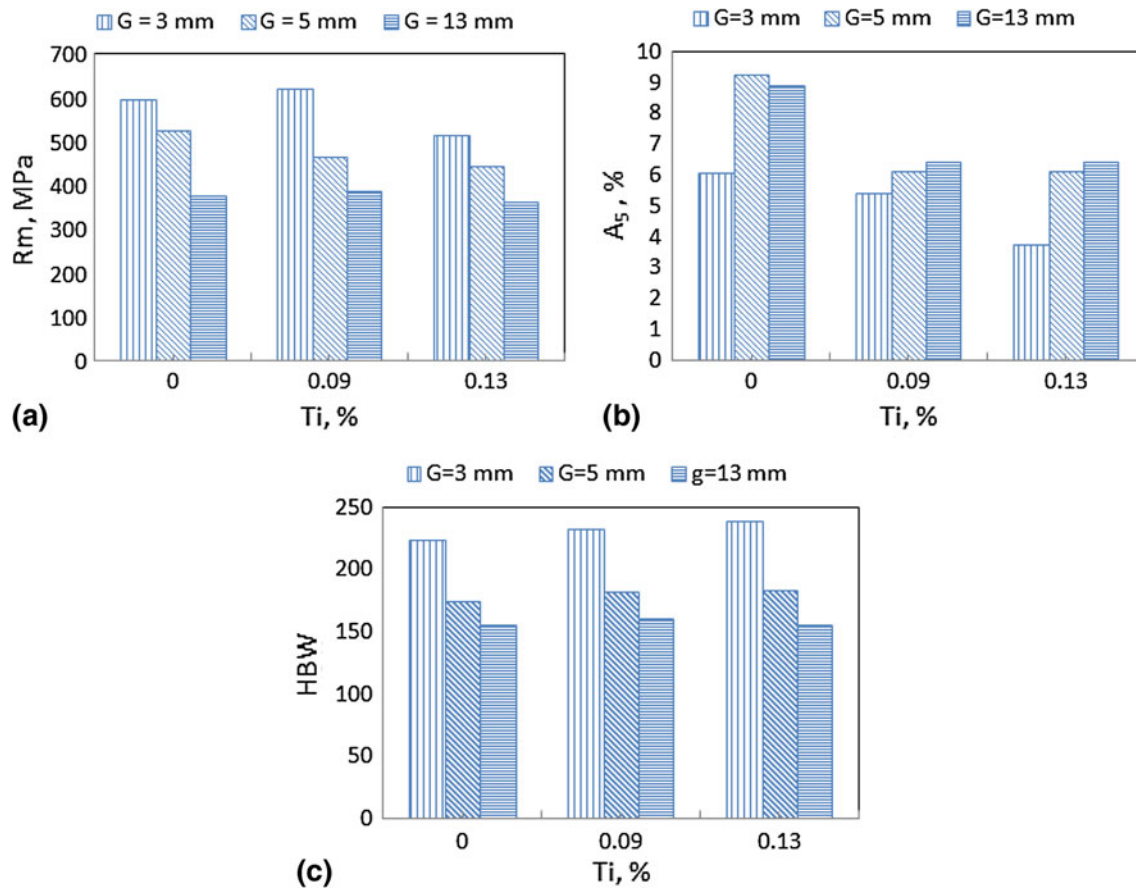 G = 3 mm G = 5 mm G = 13 mm
700
600
500
400
300
200
100
0
Rm, MPa
0 0.09 0.13
Ti, %
(a)
G=3 mm G=5 mm G=13 mm
10
9
8
7
6
5
4
3
2
1
0
A₅ , %
0 0.09 0.13
Ti, %
(b)
G=3 mm G=5 mm g=13 mm
250
200
150
100
50
0
HBW
0 0.09 0.13
Ti, %
(c)